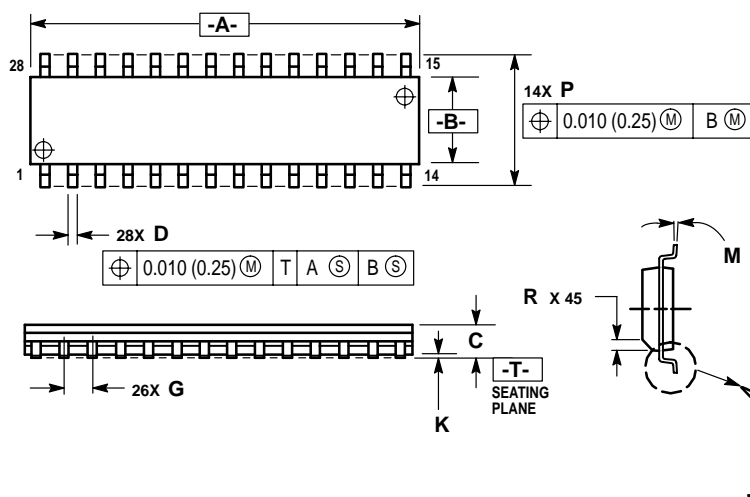 -A-
28
15
14X P
-B-
⌖ 0.010 (0.25) Ⓜ B Ⓜ
1
14
28X D
⌖ 0.010 (0.25) Ⓜ T A Ⓢ B Ⓢ
M
R X 45
C
-T-
26X G
SEATING
PLANE
K